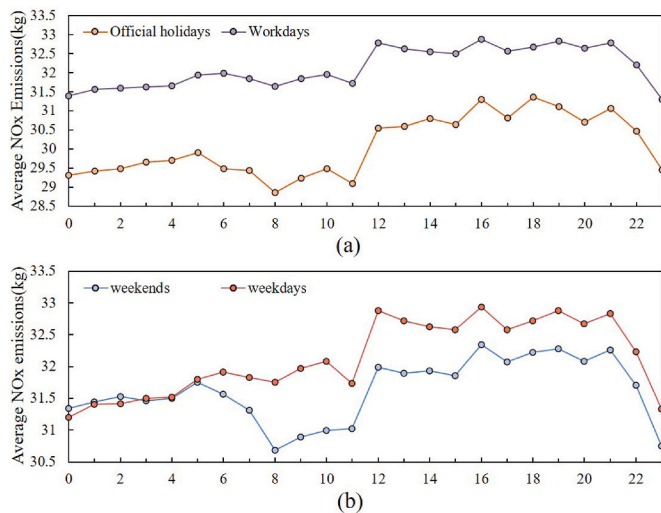 Official holidays
Workdays
Average NOx Emissions(kg)
33.5
33
32.5
32
31.5
31
30.5
30
29.5
29
28.5
0 2 4 6 8 10 12 14 16 18 20 22
(a)
weekends
weekdays
Average NOx emissions(kg)
33.5
33
32.5
32
31.5
31
30.5
0 2 4 6 8 10 12 14 16 18 20 22
(b)